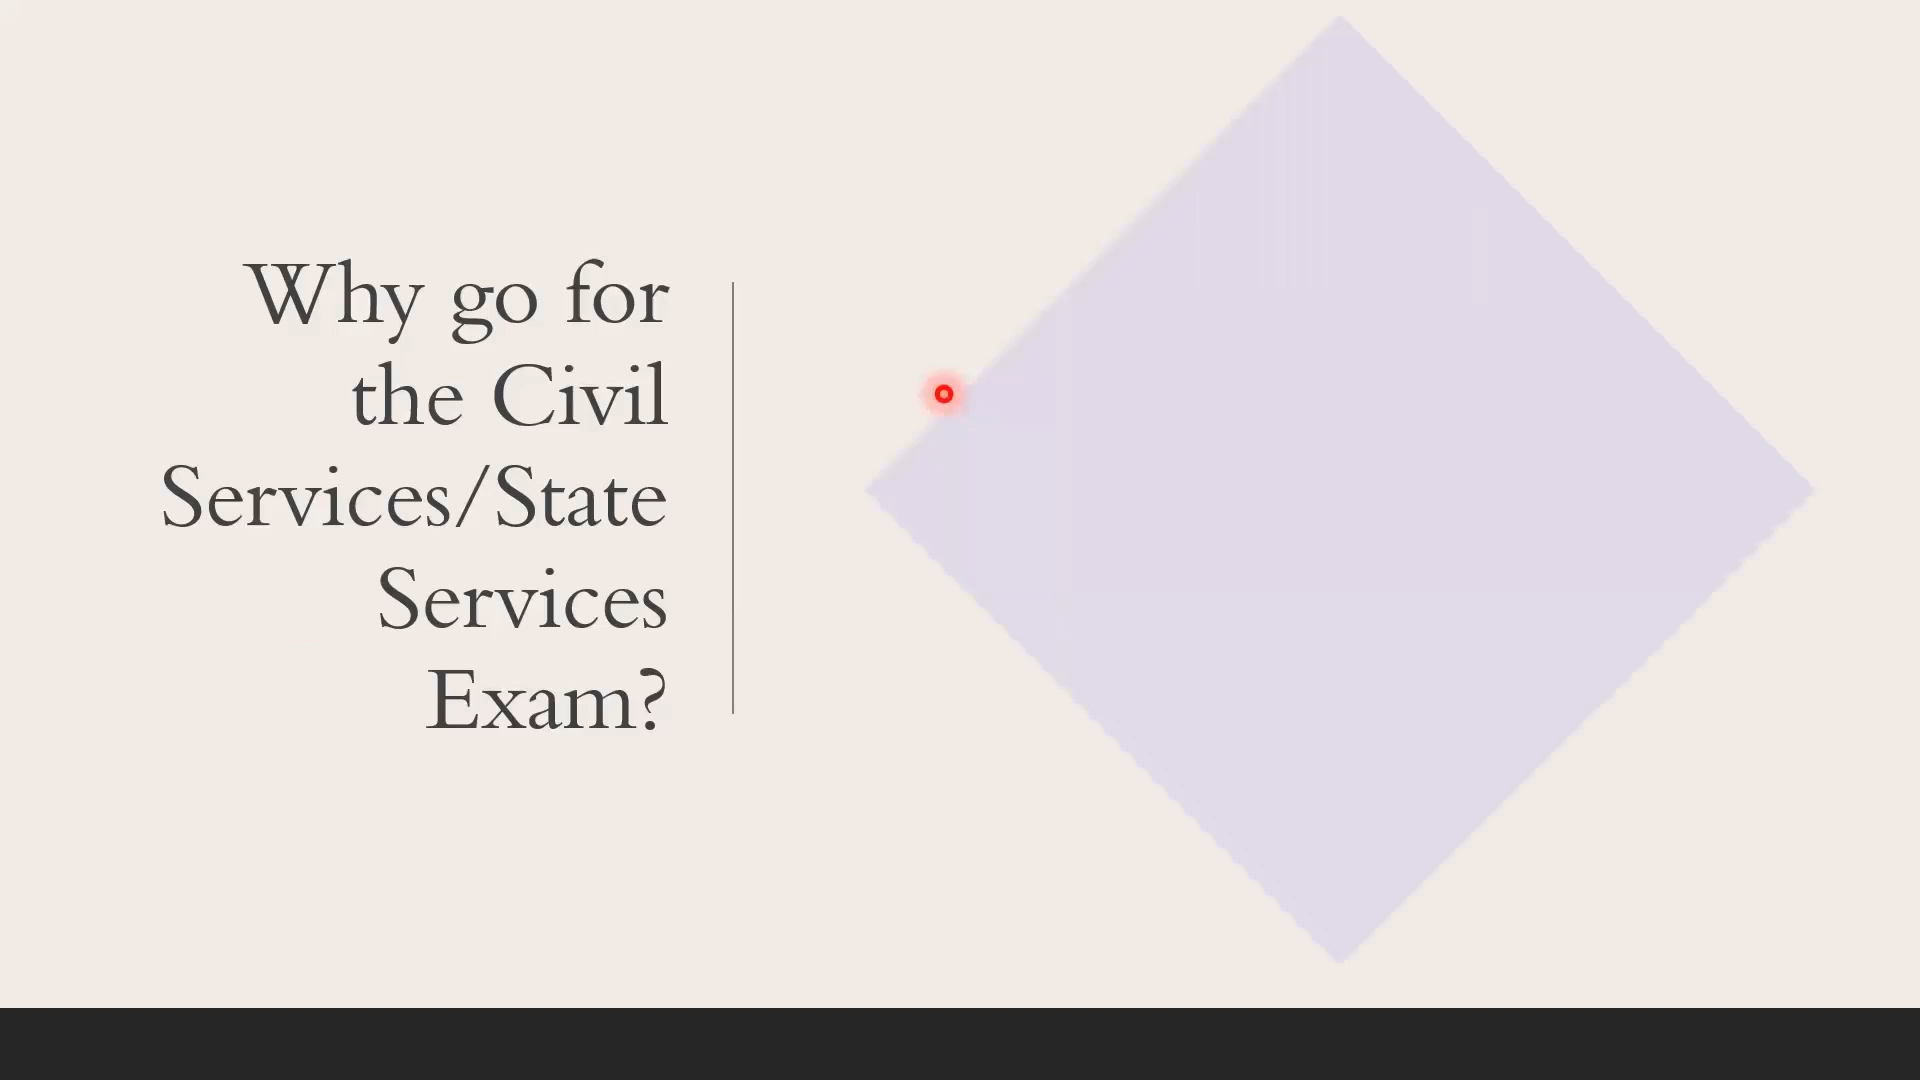 Why go for
the Civil
Services/State
Services
Exam?